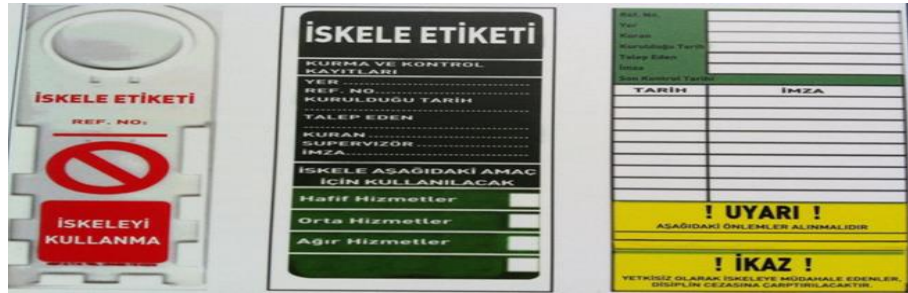 İSKELE ETİKETİ
REF. NO:
İSKELEYİ
KULLANMA
İSKELE ETİKETİ
KURMA VE KONTROL
KAYITLARI
YER
REF. NO
KURULDUĞU TARİH
TALEP EDEN
KURAN
SUPERVIZÖR
İMZA
İSKELE AŞAĞIDAKİ AMAÇ
İÇİN KULLANILACAK
Hafif Hizmetler
Orta Hizmetler
Ağır Hizmetler
Ref. No.
Yer
Kuran
Kurulduğu Tarih
Talep Eden
İmza
Son Kontrol Tarihi
TARİH İMZA
! UYARI !
AŞAĞIDAKİ ÖNLEMLER ALINMALIDIR
! İKAZ !
YETKİSİZ OLARAK İSKELEYE MÜDAHALE EDENLER,
DİSİPLİN CEZASINA ÇARPTIRILACAKTIR.